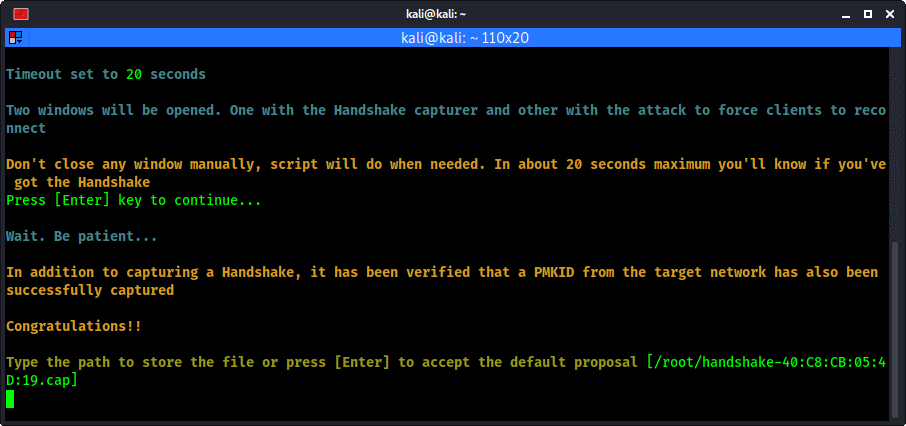 kali@kali: ~
kali@kali: ~ 110x20
Timeout set to 20 seconds
Two windows will be opened. One with the Handshake capturer and other with the attack to force clients to reco
nnect
Don't close any window manually, script will do when needed. In about 20 seconds maximum you'll know if you've
got the Handshake
Press [Enter] key to continue...
Wait. Be patient...
In addition to capturing a Handshake, it has been verified that a PMKID from the target network has also been
successfully captured
Congratulations!!
Type the path to store the file or press [Enter] to accept the default proposal [/root/handshake-40:C8:CB:05:4
D:19.cap]